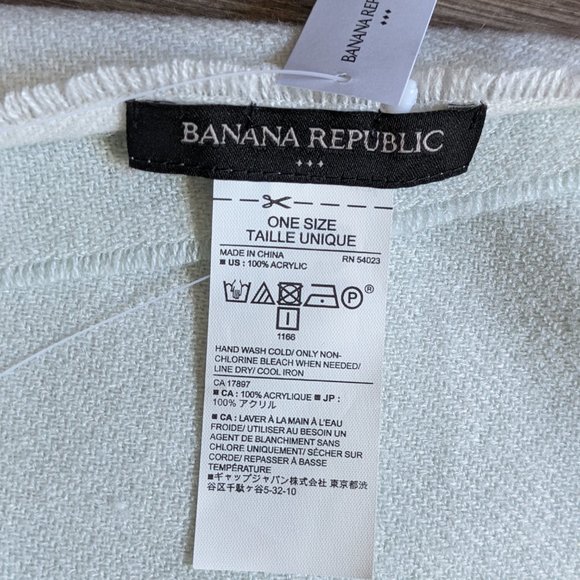 BANANA REPUBLIC
BANANA REPUBLIC
ONE SIZE
TAILLE UNIQUE
MADE IN CHINA RN 54023
■ US : 100% ACRYLIC
P ®
1166
HAND WASH COLD/ ONLY NON-
CHLORINE BLEACH WHEN NEEDED/
LINE DRY/ COOL IRON
CA 17897
■ CA : 100% ACRYLIQUE ■ JP :
100% アクリル
■ CA : LAVER À LA MAIN À L'EAU
FROIDE/ UTILISER AU BESOIN UN
AGENT DE BLANCHIMENT SANS
CHLORE UNIQUEMENT/ SÉCHER SUR
CORDE/ REPASSER À BASSE
TEMPÉRATURE
■ギャップジャパン株式会社 東京都渋
谷区千駄ヶ谷5-32-10